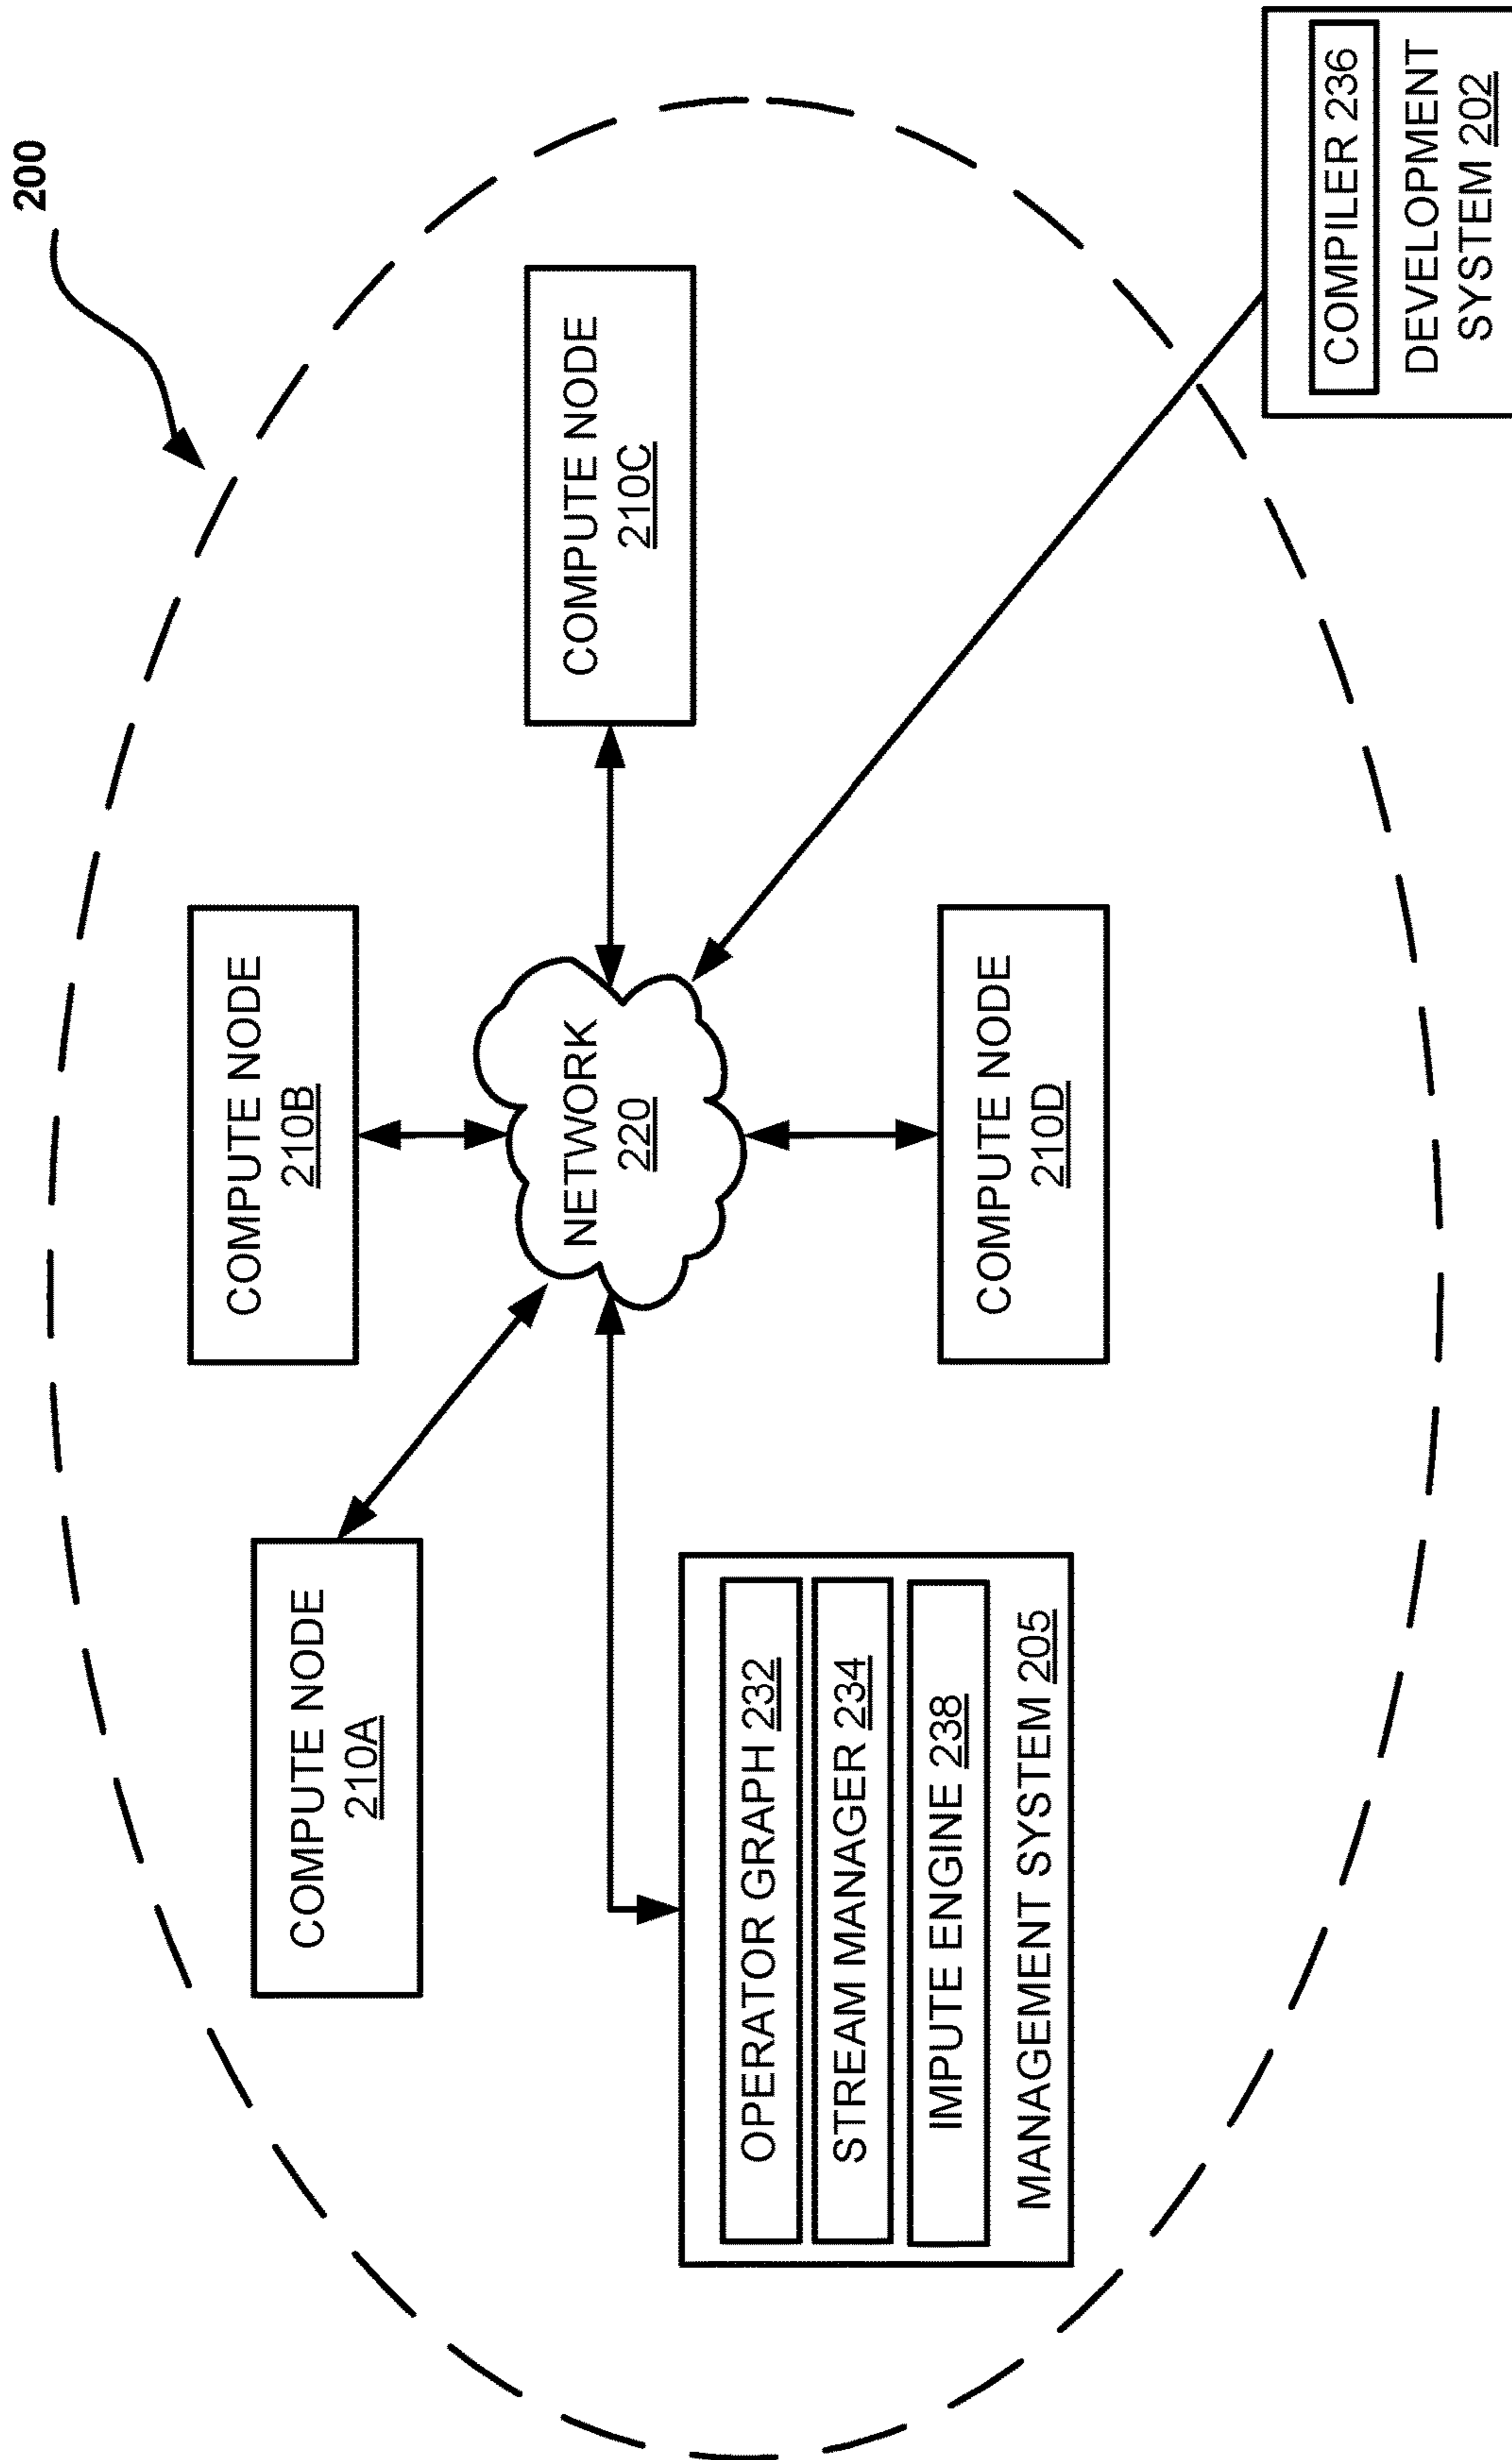 200
COMPUTE NODE
210A
COMPUTE NODE
210B
COMPUTE NODE
210C
COMPUTE NODE
210D
NETWORK
220
OPERATOR GRAPH 232
STREAM MANAGER 234
IMPUTE ENGINE 238
MANAGEMENT SYSTEM 205
COMPILER 236
DEVELOPMENT
SYSTEM 202